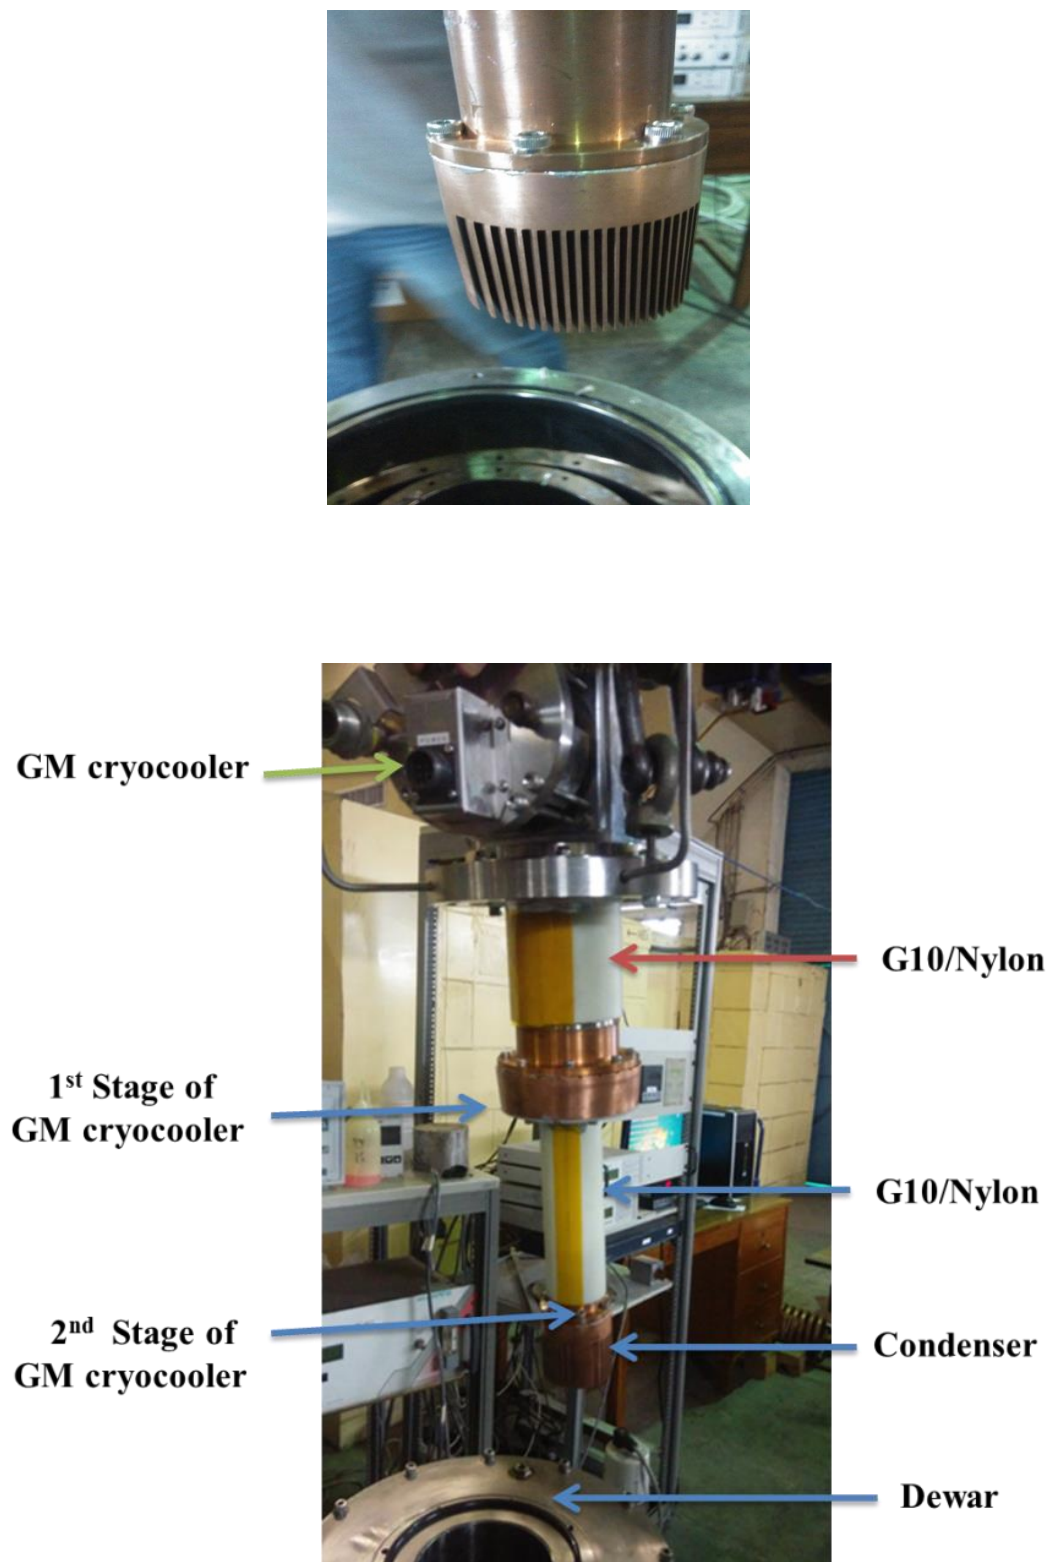 GM cryocooler
G10/Nylon
1st Stage of
GM cryocooler
G10/Nylon
2nd Stage of
GM cryocooler
Condenser
Dewar